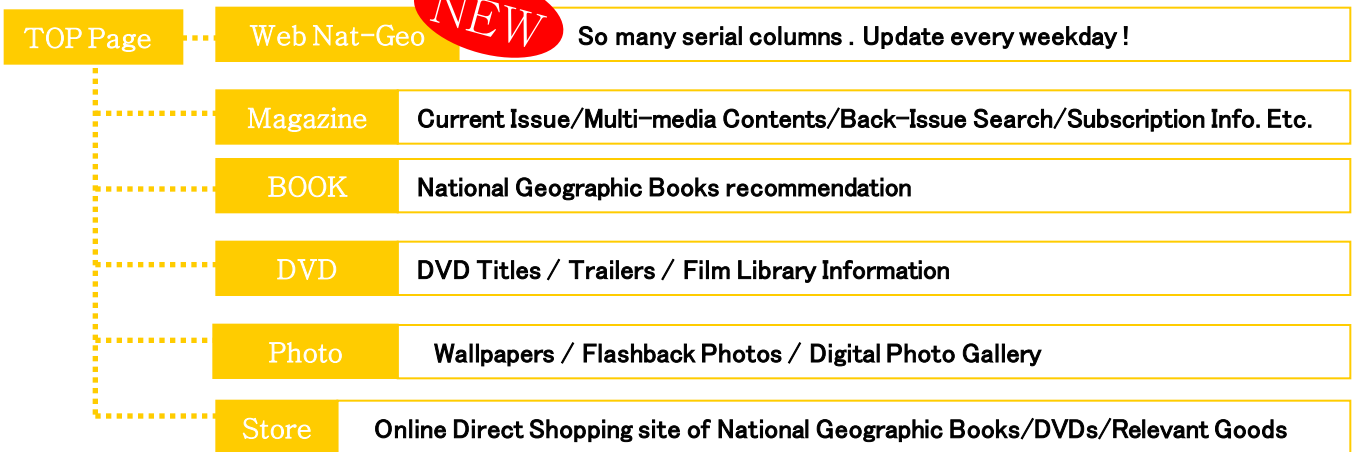 TOP Page
Web Nat-Geo
NEW
So many serial columns . Update every weekday !
Magazine
Current Issue/Multi-media Contents/Back-Issue Search/Subscription Info. Etc.
BOOK
National Geographic Books recommendation
DVD
DVD Titles / Trailers / Film Library Information
Photo
Wallpapers / Flashback Photos / Digital Photo Gallery
Store
Online Direct Shopping site of National Geographic Books/DVDs/Relevant Goods